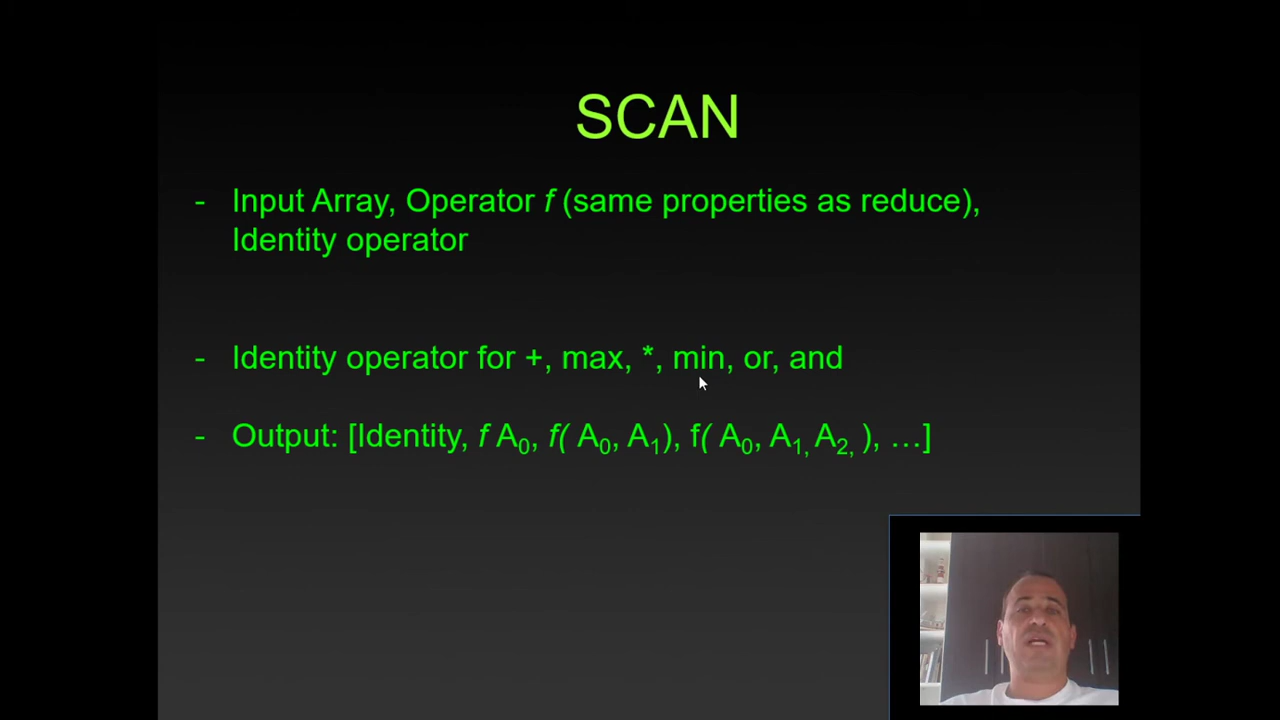 SCAN
- Input Array, Operator f (same properties as reduce),
Identity operator
- Identity operator for +, max, *, min, or, and
- Output: [Identity, f A0, f( A0, A1), f( A0, A1, A2, ), …]